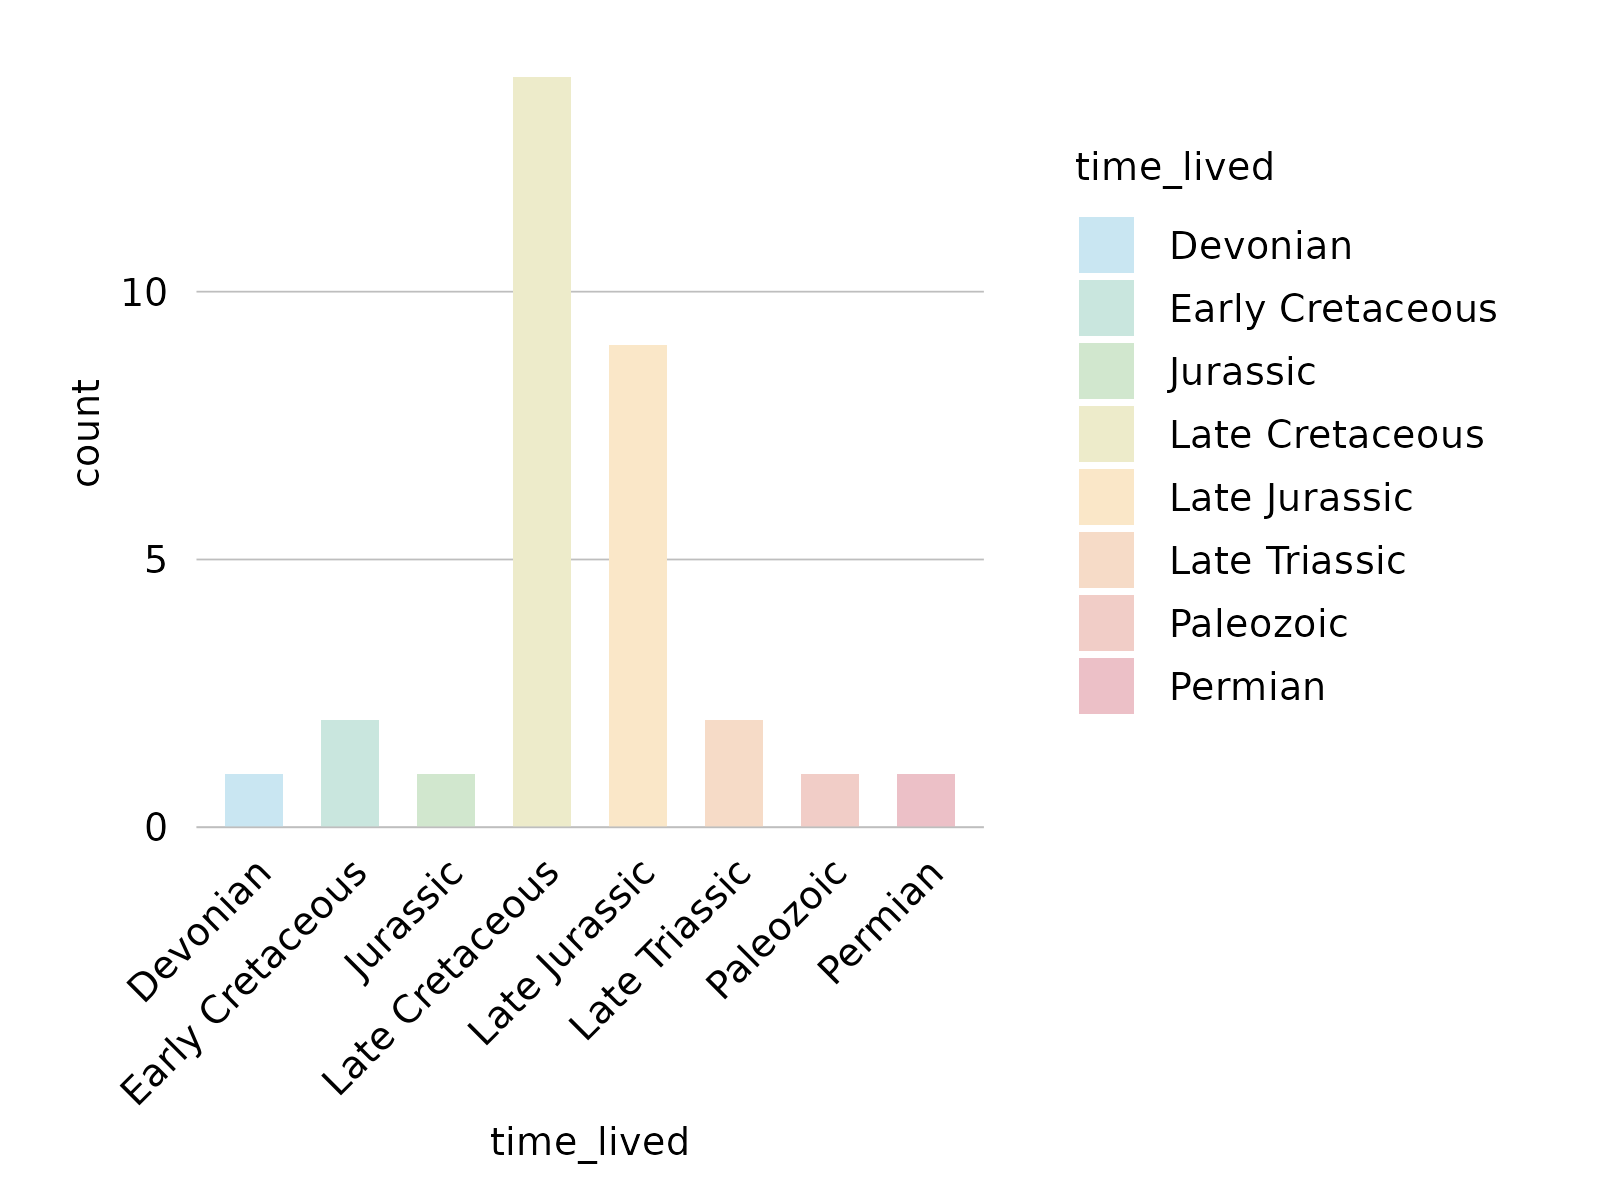 10
5
0
count
Devonian
Early Cretaceous
Jurassic
Late Cretaceous
Late Jurassic
Late Triassic
Paleozoic
Permian
time_lived
time_lived
Devonian
Early Cretaceous
Jurassic
Late Cretaceous
Late Jurassic
Late Triassic
Paleozoic
Permian